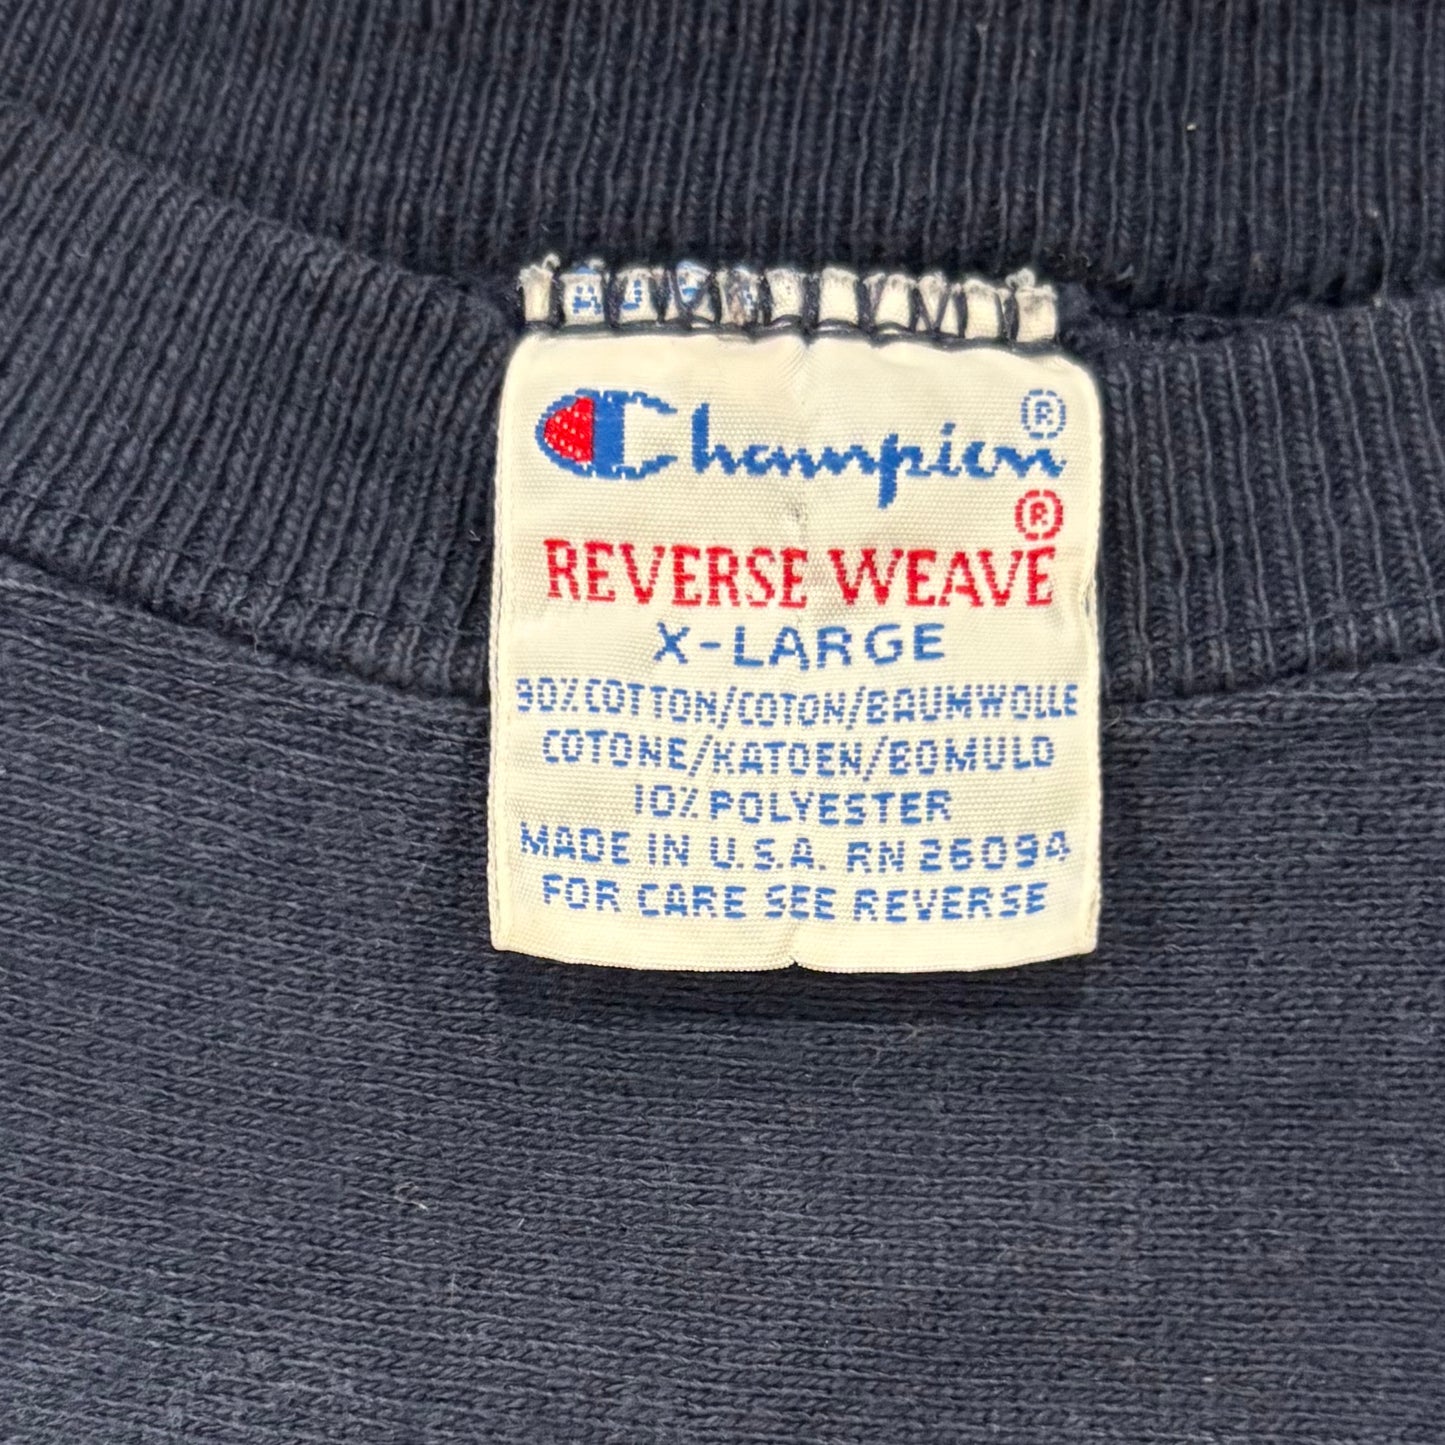 Champion®
REVERSE WEAVE®
X-LARGE
90% COTTON/COTON/BAUMWOLLE
COTONE/KATOEN/BOMULD
10% POLYESTER
MADE IN U.S.A. RN 26094
FOR CARE SEE REVERSE